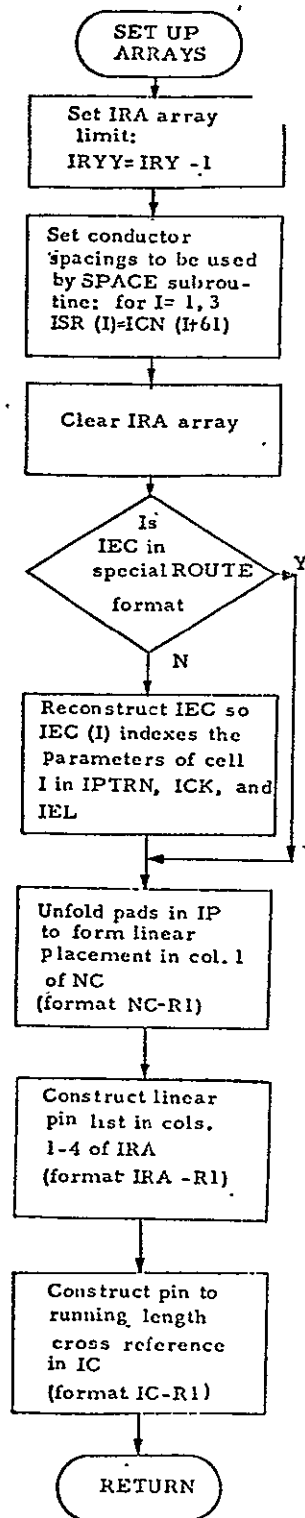 SET UP
ARRAYS
Set IRA array
limit:
IRYY= IRY -1
Set conductor
spacings to be used
by SPACE subrou-
tine: for I= 1, 3
ISR (I)=ICN (I+61)
Clear IRA array
Is
IEC in
special ROUTE
format
Y
N
Reconstruct IEC so
IEC (I) indexes the
parameters of cell
I in IPTRN, ICK, and
IEL
Unfold pads in IP
to form linear
placement in col. 1
of NC
(format NC-R1)
Construct linear
pin list in cols.
1-4 of IRA
(format IRA -R1)
Construct pin to
running length
cross reference
in IC
(format IC-R1)
RETURN